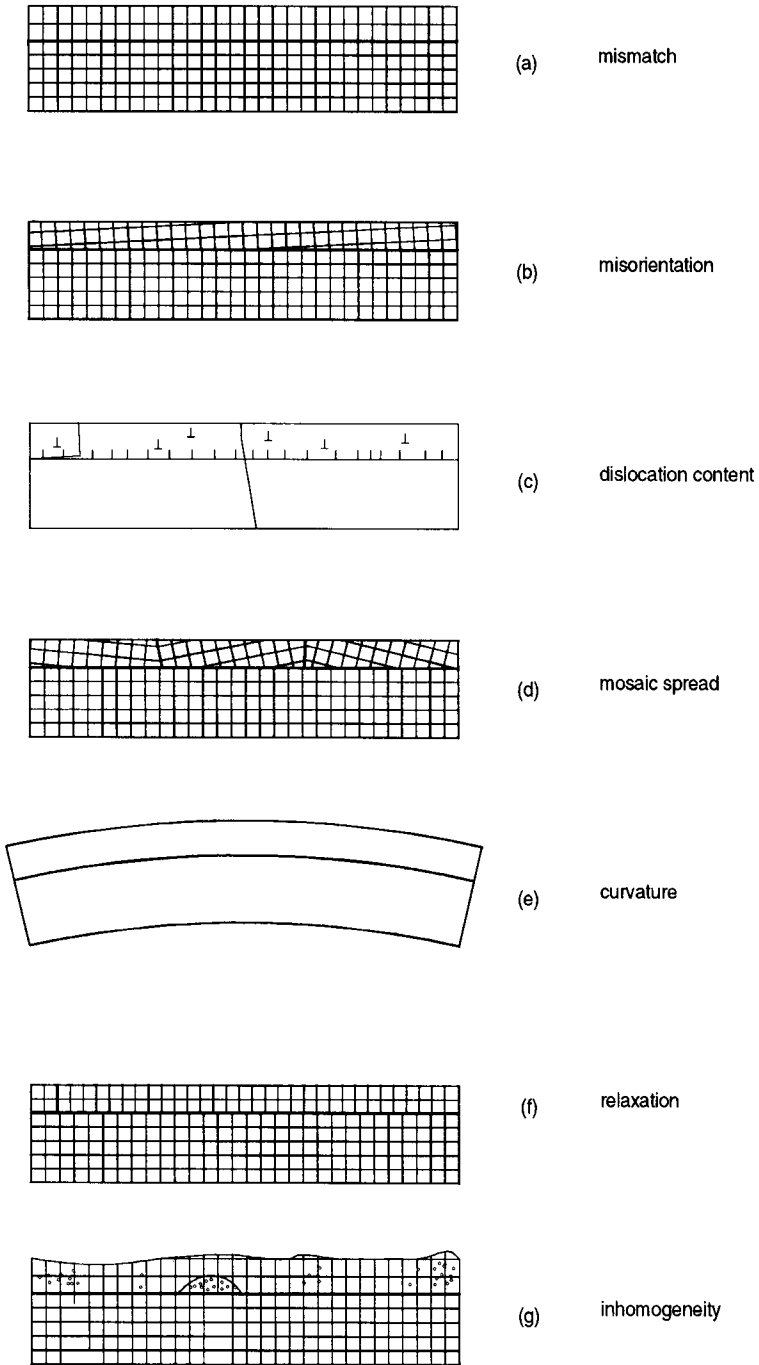 (a) mismatch
(b) misorientation
(c) dislocation content
(d) mosaic spread
(e) curvature
(f) relaxation
(g) inhomogeneity